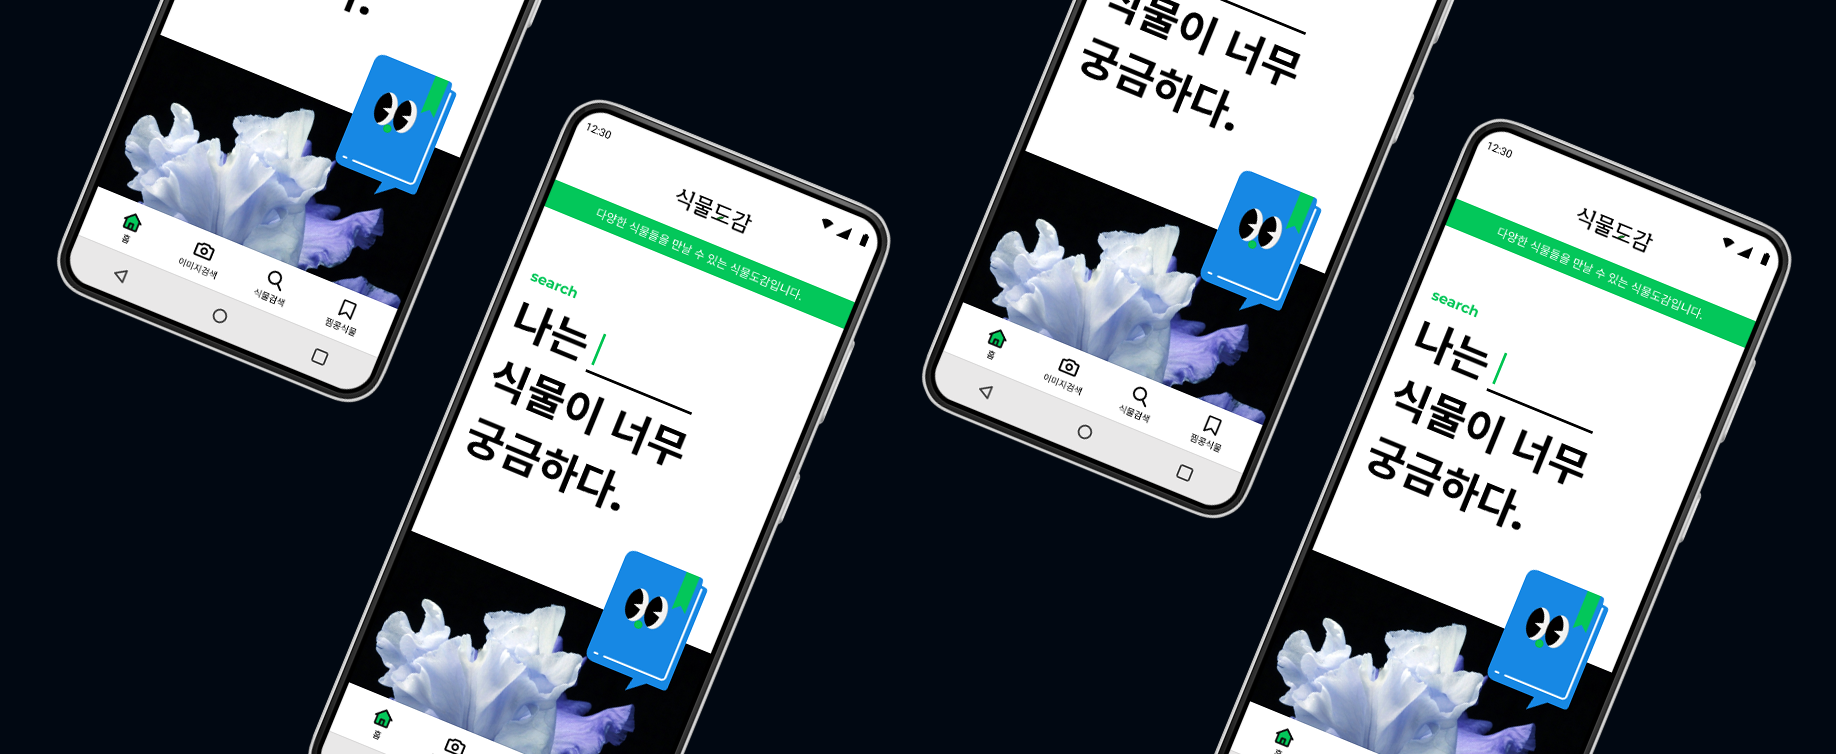 다.
홈
이미지검색
식물검색
찜콩식물
12:30
식물도감
다양한 식물들을 만날 수 있는 식물도감입니다.
search
나는
식물이 너무
궁금하다.
홈
식물이 너무
궁금하다.
홈
이미지검색
식물검색
찜콩식물
12:30
식물도감
다양한 식물들을 만날 수 있는 식물도감입니다.
search
나는
식물이 너무
궁금하다.